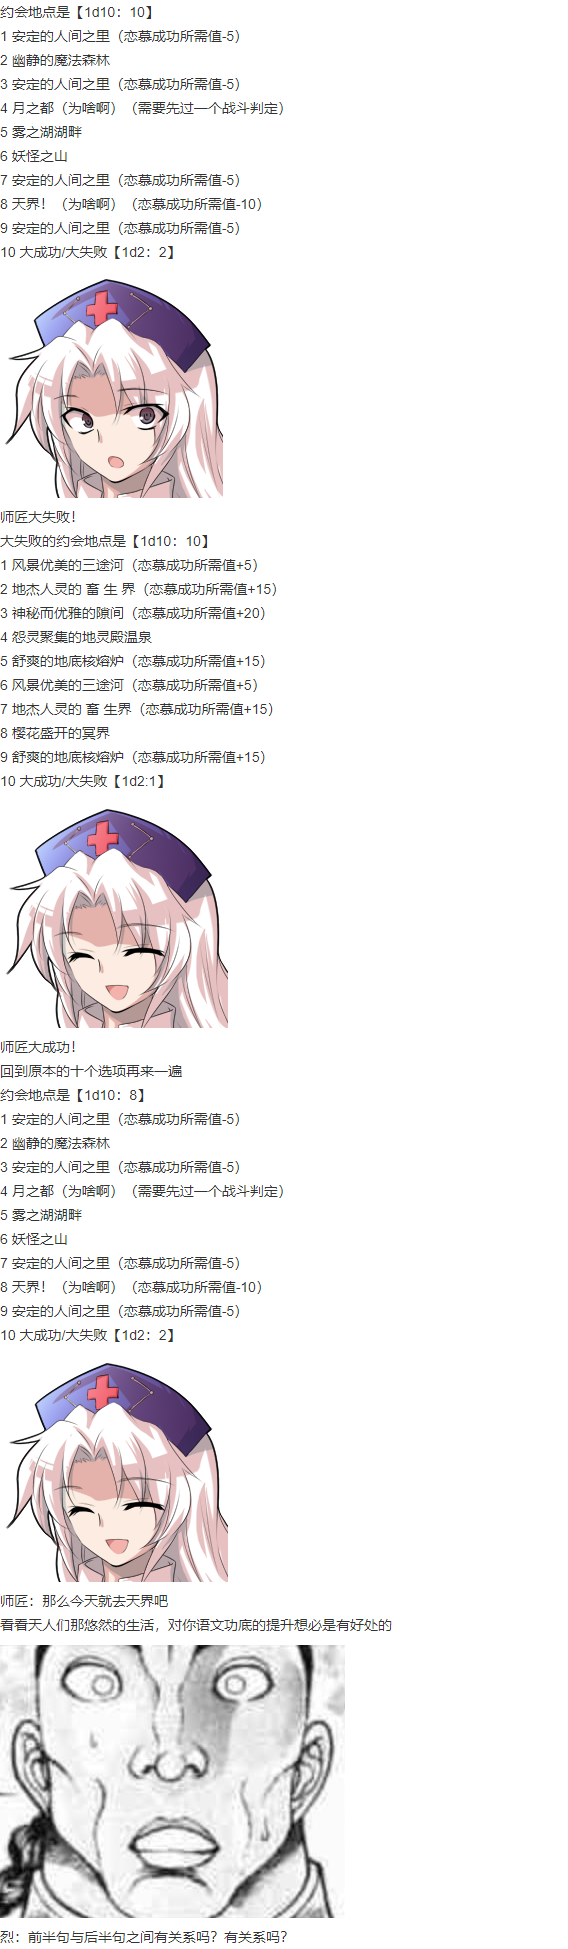 约会地点是【1d10：10】
1 安定的人间之里（恋慕成功所需值-5）
2 幽静的魔法森林
3 安定的人间之里（恋慕成功所需值-5）
4 月之都（为啥啊）（需要先过一个战斗判定）
5 雾之湖湖畔
6 妖怪之山
7 安定的人间之里（恋慕成功所需值-5）
8 天界！（为啥啊）（恋慕成功所需值-10）
9 安定的人间之里（恋慕成功所需值-5）
10 大成功/大失败【1d2：2】
师匠大失败！
大失败的约会地点是【1d10：10】
1 风景优美的三途河（恋慕成功所需值+5）
2 地杰人灵的 畜 生 界（恋慕成功所需值+15）
3 神秘而优雅的隙间（恋慕成功所需值+20）
4 怨灵聚集的地灵殿温泉
5 舒爽的地底核熔炉（恋慕成功所需值+15）
6 风景优美的三途河（恋慕成功所需值+5）
7 地杰人灵的 畜 生界（恋慕成功所需值+15）
8 樱花盛开的冥界
9 舒爽的地底核熔炉（恋慕成功所需值+15）
10 大成功/大失败【1d2:1】
师匠大成功！
回到原本的十个选项再来一遍
约会地点是【1d10：8】
1 安定的人间之里（恋慕成功所需值-5）
2 幽静的魔法森林
3 安定的人间之里（恋慕成功所需值-5）
4 月之都（为啥啊）（需要先过一个战斗判定）
5 雾之湖湖畔
6 妖怪之山
7 安定的人间之里（恋慕成功所需值-5）
8 天界！（为啥啊）（恋慕成功所需值-10）
9 安定的人间之里（恋慕成功所需值-5）
10 大成功/大失败【1d2：2】
师匠：那么今天就去天界吧
看看天人们那悠然的生活，对你语文功底的提升想必是有好处的
烈：前半句与后半句之间有关系吗？有关系吗？